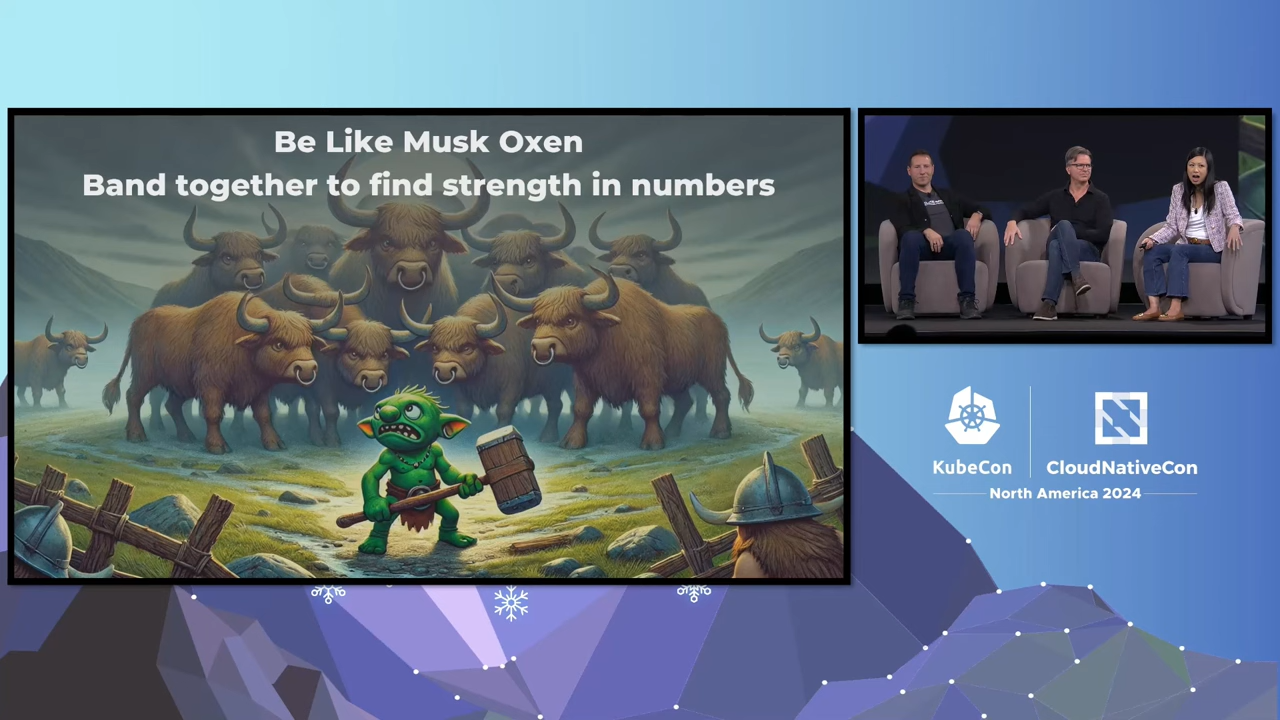 Be Like Musk Oxen
Band together to find strength in numbers
KubeCon
CloudNativeCon
North America 2024